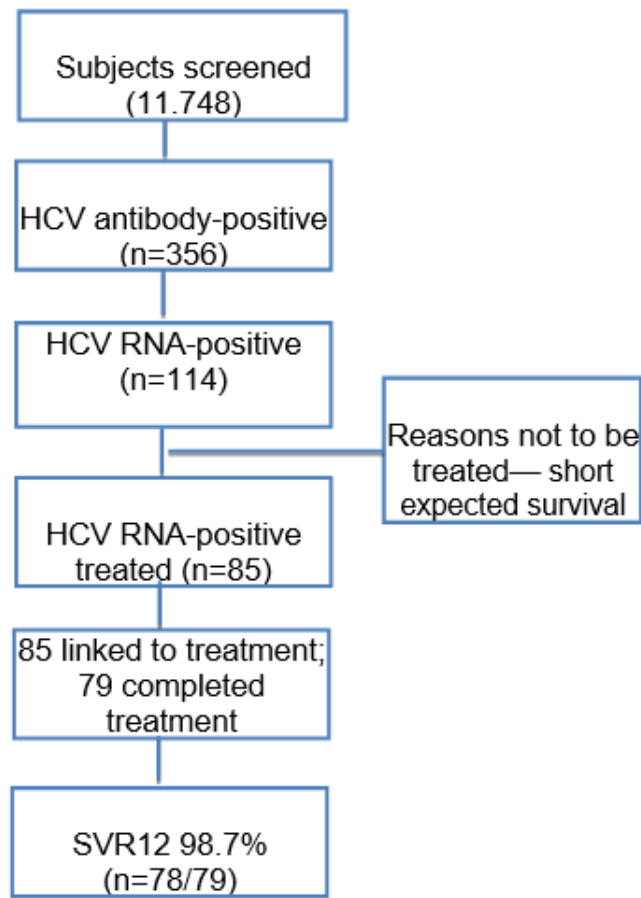 Subjects screened
(11.748)
HCV antibody-positive
(n=356)
HCV RNA-positive
(n=114)
Reasons not to be
treated— short
expected survival
HCV RNA-positive
treated (n=85)
85 linked to treatment;
79 completed
treatment
SVR12 98.7%
(n=78/79)